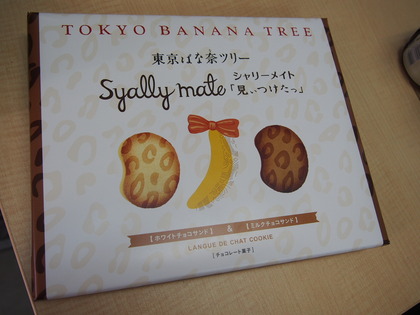 TOKYO BANANA TREE
東京ばな奈ツリー
Syally mate シャリーメイト
「見ぃつけたっ」
【ホワイトチョコサンド】 & 【ミルクチョコサンド】
LANGUE DE CHAT COOKIE
[チョコレート菓子]